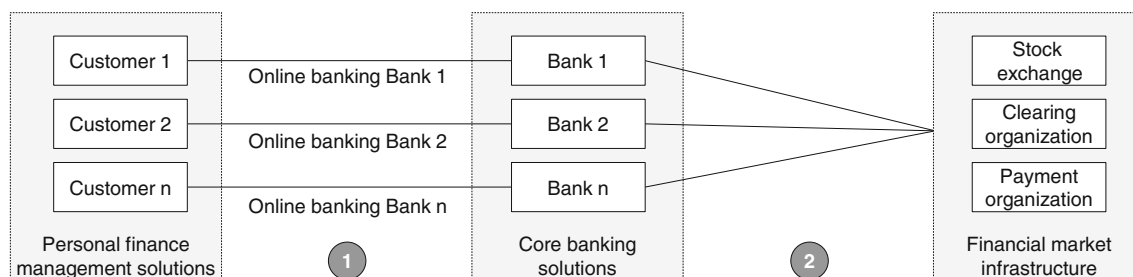 Customer 1
Online banking Bank 1
Bank 1
Stock
exchange
Customer 2
Online banking Bank 2
Bank 2
Clearing
organization
Customer n
Online banking Bank n
Bank n
Payment
organization
Personal finance
management solutions
1
Core banking
solutions
2
Financial market
infrastructure